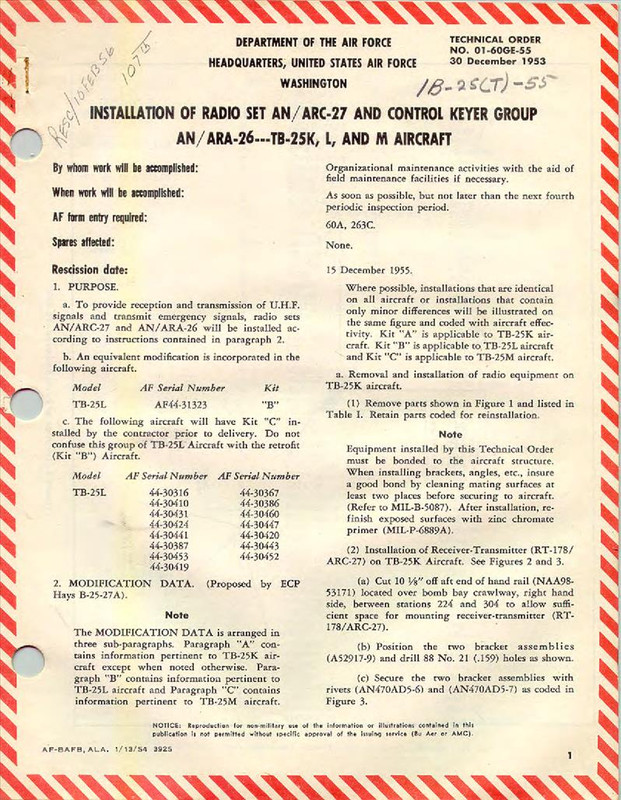 DEPARTMENT OF THE AIR FORCE
HEADQUARTERS, UNITED STATES AIR FORCE
WASHINGTON
TECHNICAL ORDER
NO. 01-60GE-55
30 December 1953
RESC/10FEB56
107th
1B-25(T)-55
INSTALLATION OF RADIO SET AN/ARC-27 AND CONTROL KEYER GROUP
AN/ARA-26---TB-25K, L, AND M AIRCRAFT
By whom work will be accomplished:
Organizational maintenance activities with the aid of
field maintenance facilities if necessary.
When work will be accomplished:
As soon as possible, but not later than the next fourth
periodic inspection period.
AF form entry required:
60A, 263C.
Spares affected:
None.
Rescission date:
15 December 1955.
1. PURPOSE.
a. To provide reception and transmission of U.H.F.
signals and transmit emergency signals, radio sets
AN/ARC-27 and AN/ARA-26 will be installed ac-
cording to instructions contained in paragraph 2.
b. An equivalent modification is incorporated in the
following aircraft.
Model AF Serial Number Kit
TB-25L AF44-31323 "B"
c. The following aircraft will have Kit "C" in-
stalled by the contractor prior to delivery. Do not
confuse this group of TB-25L Aircraft with the retrofit
(Kit "B") Aircraft.
Model AF Serial Number AF Serial Number
TB-25L 44-30316 44-30367
44-30410 44-30386
44-30431 44-30460
44-30424 44-30447
44-30441 44-30420
44-30387 44-30443
44-30453 44-30452
44-30419
2. MODIFICATION DATA. (Proposed by ECP
Hays B-25-27A).
Note
The MODIFICATION DATA is arranged in
three sub-paragraphs. Paragraph "A" con-
tains information pertinent to TB-25K air-
craft except when noted otherwise. Para-
graph "B" contains information pertinent to
TB-25L aircraft and Paragraph "C" contains
information pertinent to TB-25M aircraft.
Where possible, installations that are identical
on all aircraft or installations that contain
only minor differences will be illustrated on
the same figure and coded with aircraft effec-
tivity. Kit "A" is applicable to TB-25K air-
craft. Kit "B" is applicable to TB-25L aircraft
and Kit "C" is applicable to TB-25M aircraft.
a. Removal and installation of radio equipment on
TB-25K aircraft.
(1) Remove parts shown in Figure 1 and listed in
Table I. Retain parts coded for reinstallation.
Note
Equipment installed by this Technical Order
must be bonded to the aircraft structure.
When installing brackets, angles, etc., insure
a good bond by cleaning mating surfaces at
least two places before securing to aircraft.
(Refer to MIL-B-5087). After installation, re-
finish exposed surfaces with zinc chromate
primer (MIL-P-6889A).
(2) Installation of Receiver-Transmitter (RT-178/
ARC-27) on TB-25K Aircraft. See Figures 2 and 3.
(a) Cut 10 1/8" off aft end of hand rail (NAA98-
53171) located over bomb bay crawlway, right hand
side, between stations 224 and 304 to allow suffi-
cient space for mounting receiver-transmitter (RT-
178/ARC-27).
(b) Position the two bracket assemblies
(A52917-9) and drill 88 No. 21 (.159) holes as shown.
(c) Secure the two bracket assemblies with
rivets (AN470AD5-6) and (AN470AD5-7) as coded in
Figure 3.
NOTICE: Reproduction for non-military use of the information or illustrations contained in this
publication is not permitted without specific approval of the issuing service (Bu Aer or AMC).
AF-BAFB, ALA. 1/13/54 3925
1